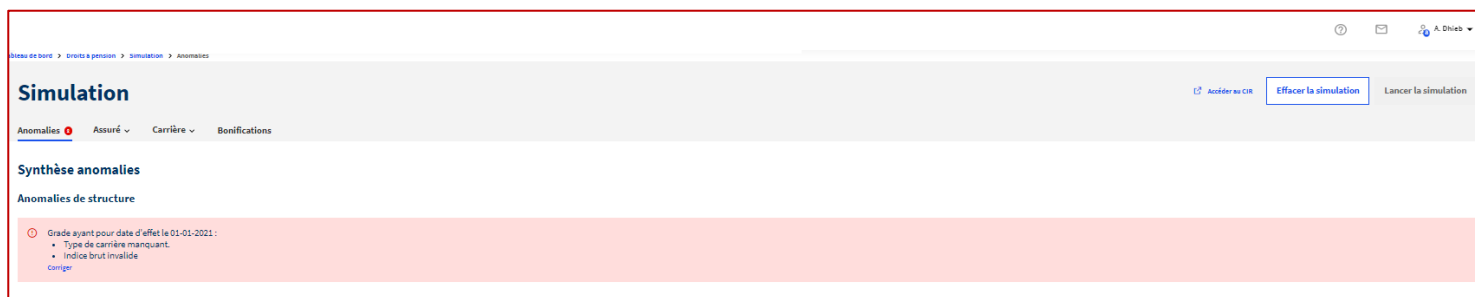 A. Dhieb
ableau de bord > Droits à pension > Simulation > Anomalies
Simulation
Accéder au CIR
Effacer la simulation
Lancer la simulation
Anomalies
Assuré
Carrière
Bonifications
Synthèse anomalies
Anomalies de structure
Grade ayant pour date d'effet le 01-01-2021 :
• Type de carrière manquant.
• Indice brut invalide
Corriger